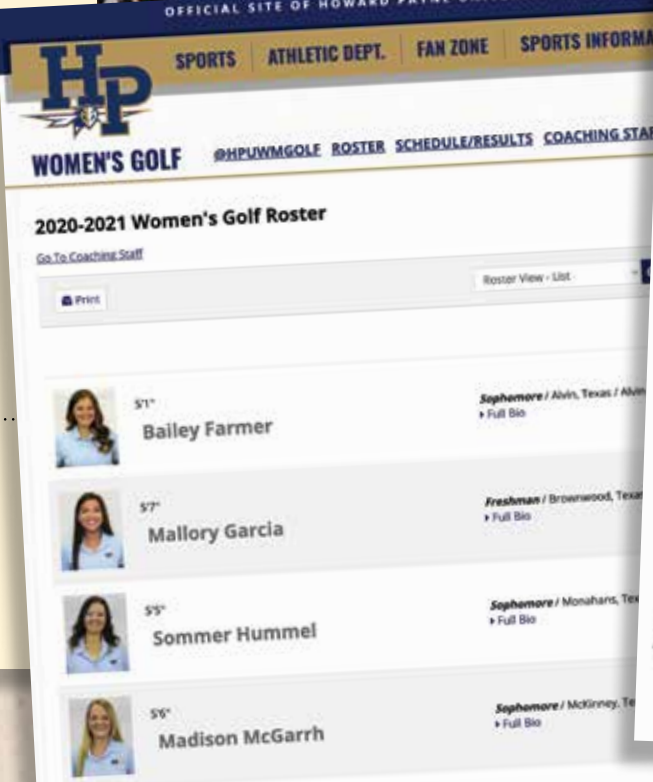 OFFICIAL SITE OF HOWARD PAYNE
HP
SPORTS ATHLETIC DEPT. FAN ZONE SPORTS INFORMA
WOMEN'S GOLF @HPUWMGOLF ROSTER SCHEDULE/RESULTS COACHING STAF
2020-2021 Women's Golf Roster
Go To Coaching Staff
Print
Roster View - List
5'1"
Bailey Farmer
Sophomore / Alvin, Texas / Alvin
Full Bio
5'7"
Mallory Garcia
Freshman / Brownwood, Texas
Full Bio
5'5"
Sommer Hummel
Sophomore / Monahans, Tex
Full Bio
5'6"
Madison McGarrh
Sophomore / McKinney, Te
Full Bio